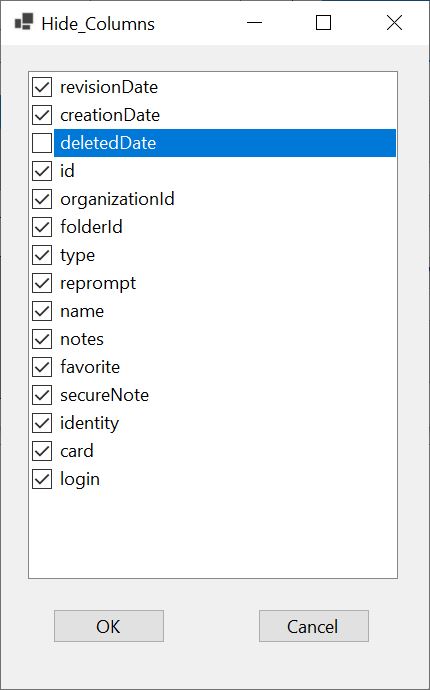 Hide_Columns
revisionDate
creationDate
deletedDate
id
organizationId
folderId
type
reprompt
name
notes
favorite
secureNote
identity
card
login
OK
Cancel